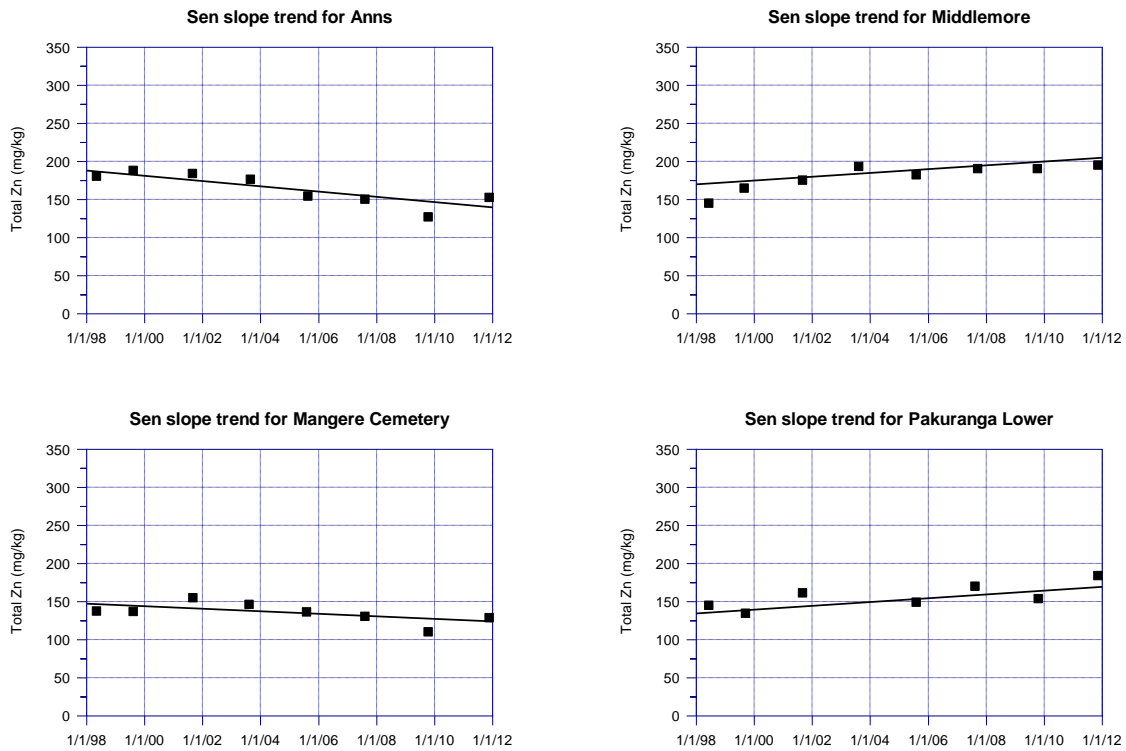 Sen slope trend for Anns
350
300
250
200
150
100
50
0
Total Zn (mg/kg)
1/1/98 1/1/00 1/1/02 1/1/04 1/1/06 1/1/08 1/1/10 1/1/12
Sen slope trend for Middlemore
350
300
250
200
150
100
50
0
Total Zn (mg/kg)
1/1/98 1/1/00 1/1/02 1/1/04 1/1/06 1/1/08 1/1/10 1/1/12
Sen slope trend for Mangere Cemetery
350
300
250
200
150
100
50
0
Total Zn (mg/kg)
1/1/98 1/1/00 1/1/02 1/1/04 1/1/06 1/1/08 1/1/10 1/1/12
Sen slope trend for Pakuranga Lower
350
300
250
200
150
100
50
0
Total Zn (mg/kg)
1/1/98 1/1/00 1/1/02 1/1/04 1/1/06 1/1/08 1/1/10 1/1/12